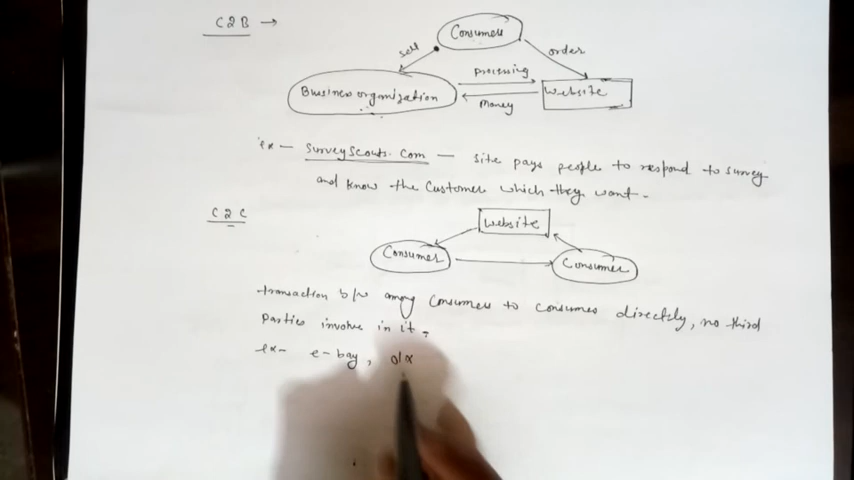 C2B →
Consumers
sell
order
processing
Business organization
Website
Money
ex— SurveyScouts.com — site pays people to respond to survey
and know the Customer which they want.
C2C
Website
Consumer
Consumer
transaction b/w among Consumers to consumer directly, no third
Parties involve in it.
ex— e-bay, olx